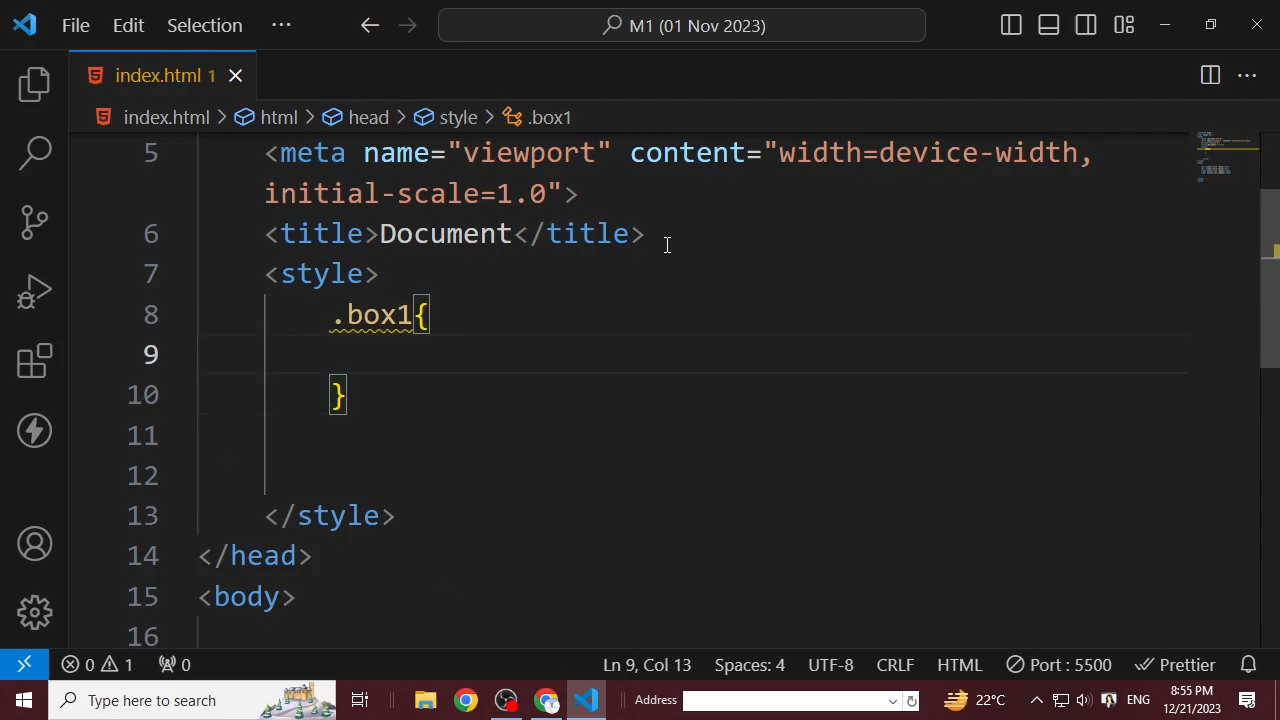 File Edit Selection ··· M1 (01 Nov 2023)
index.html 1
index.html > html > head > style > .box1
5 <meta name="viewport" content="width=device-width,
initial-scale=1.0">
6 <title>Document</title>
7 <style>
8 .box1{
9
10 }
11
12
13 </style>
14 </head>
15 <body>
16
0 1 0 Ln 9, Col 13 Spaces: 4 UTF-8 CRLF HTML Port : 5500 Prettier
Type here to search Address 22°C ENG 8:55 PM
12/21/2023